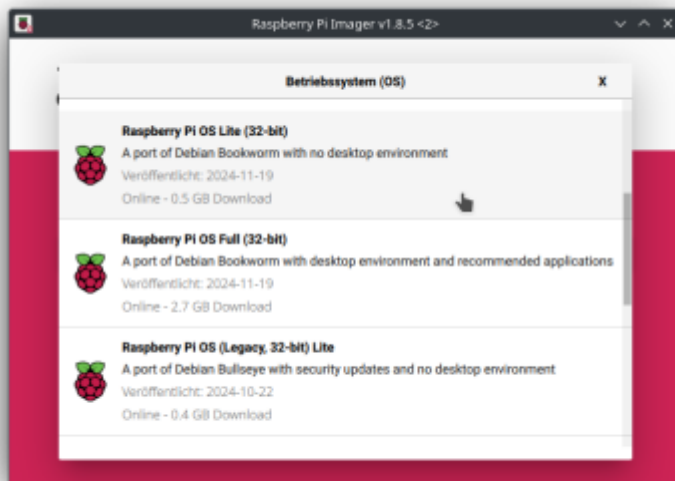 Raspberry Pi Imager v1.8.5 <2>
Betriebssystem (OS)
X
Raspberry Pi OS Lite (32-bit)
A port of Debian Bookworm with no desktop environment
Veröffentlicht: 2024-11-19
Online - 0.5 GB Download
Raspberry Pi OS Full (32-bit)
A port of Debian Bookworm with desktop environment and recommended applications
Veröffentlicht: 2024-11-19
Online - 2.7 GB Download
Raspberry Pi OS (Legacy, 32-bit) Lite
A port of Debian Bullseye with security updates and no desktop environment
Veröffentlicht: 2024-10-22
Online - 0.4 GB Download